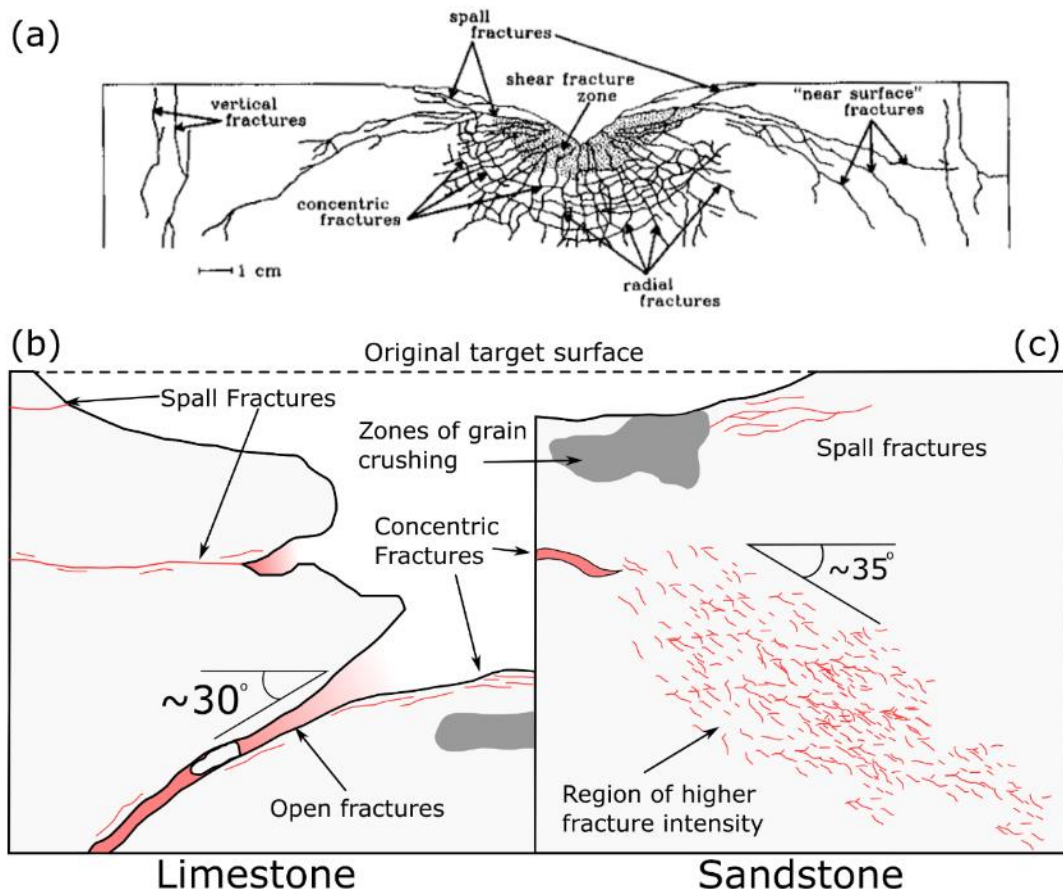 (a)
spall
fractures
shear fracture
zone
"near surface"
fractures
vertical
fractures
concentric
fractures
radial
fractures
1 cm
(b)
Original target surface
(c)
Spall Fractures
Zones of grain
crushing
Spall fractures
Concentric
Fractures
~35°
~30°
Open fractures
Region of higher
fracture intensity
Limestone
Sandstone